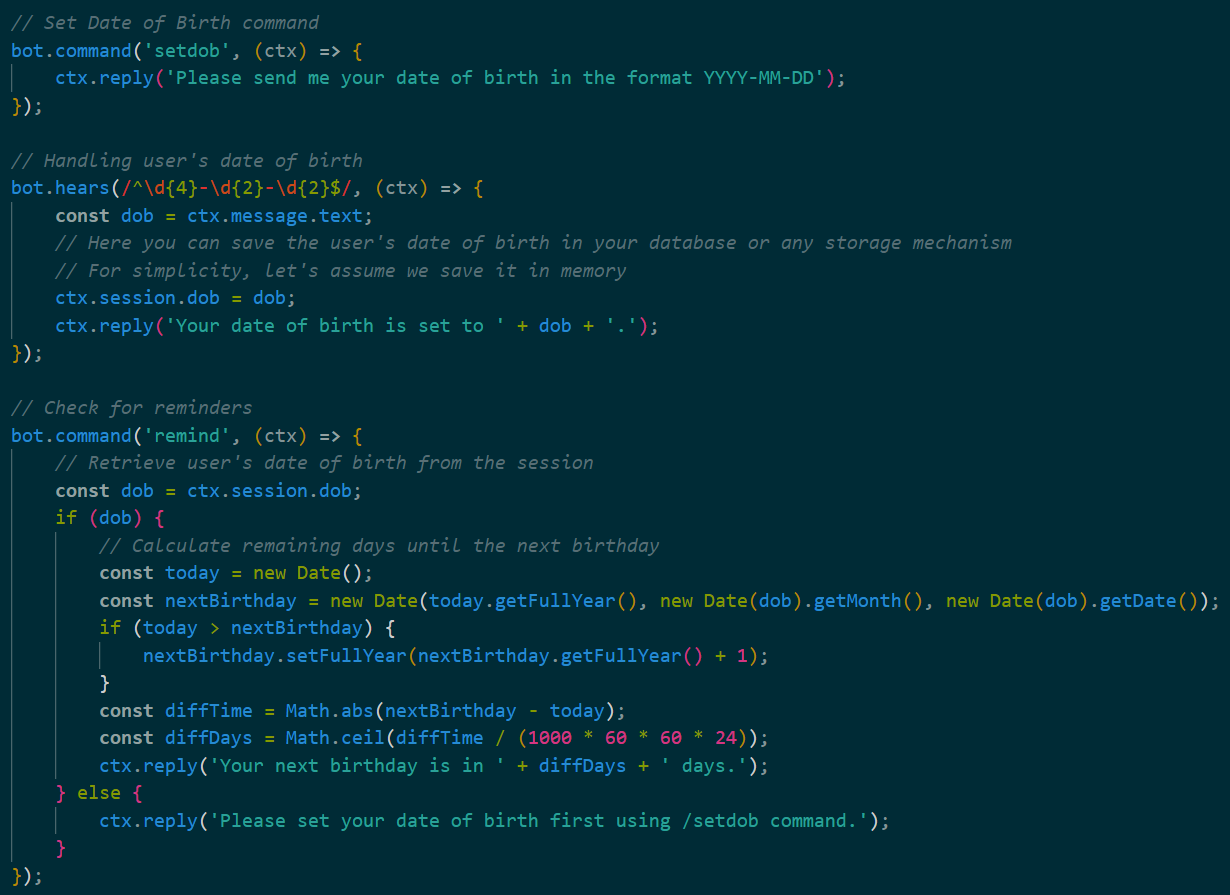 // Set Date of Birth command
bot.command('setdob', (ctx) => {
    ctx.reply('Please send me your date of birth in the format YYYY-MM-DD');
});

// Handling user's date of birth
bot.hears(/^\d{4}-\d{2}-\d{2}$/, (ctx) => {
    const dob = ctx.message.text;
    // Here you can save the user's date of birth in your database or any storage mechanism
    // For simplicity, let's assume we save it in memory
    ctx.session.dob = dob;
    ctx.reply('Your date of birth is set to ' + dob + '.');
});

// Check for reminders
bot.command('remind', (ctx) => {
    // Retrieve user's date of birth from the session
    const dob = ctx.session.dob;
    if (dob) {
        // Calculate remaining days until the next birthday
        const today = new Date();
        const nextBirthday = new Date(today.getFullYear(), new Date(dob).getMonth(), new Date(dob).getDate());
        if (today > nextBirthday) {
            nextBirthday.setFullYear(nextBirthday.getFullYear() + 1);
        }
        const diffTime = Math.abs(nextBirthday - today);
        const diffDays = Math.ceil(diffTime / (1000 * 60 * 60 * 24));
        ctx.reply('Your next birthday is in ' + diffDays + ' days.');
    } else {
        ctx.reply('Please set your date of birth first using /setdob command.');
    }
});